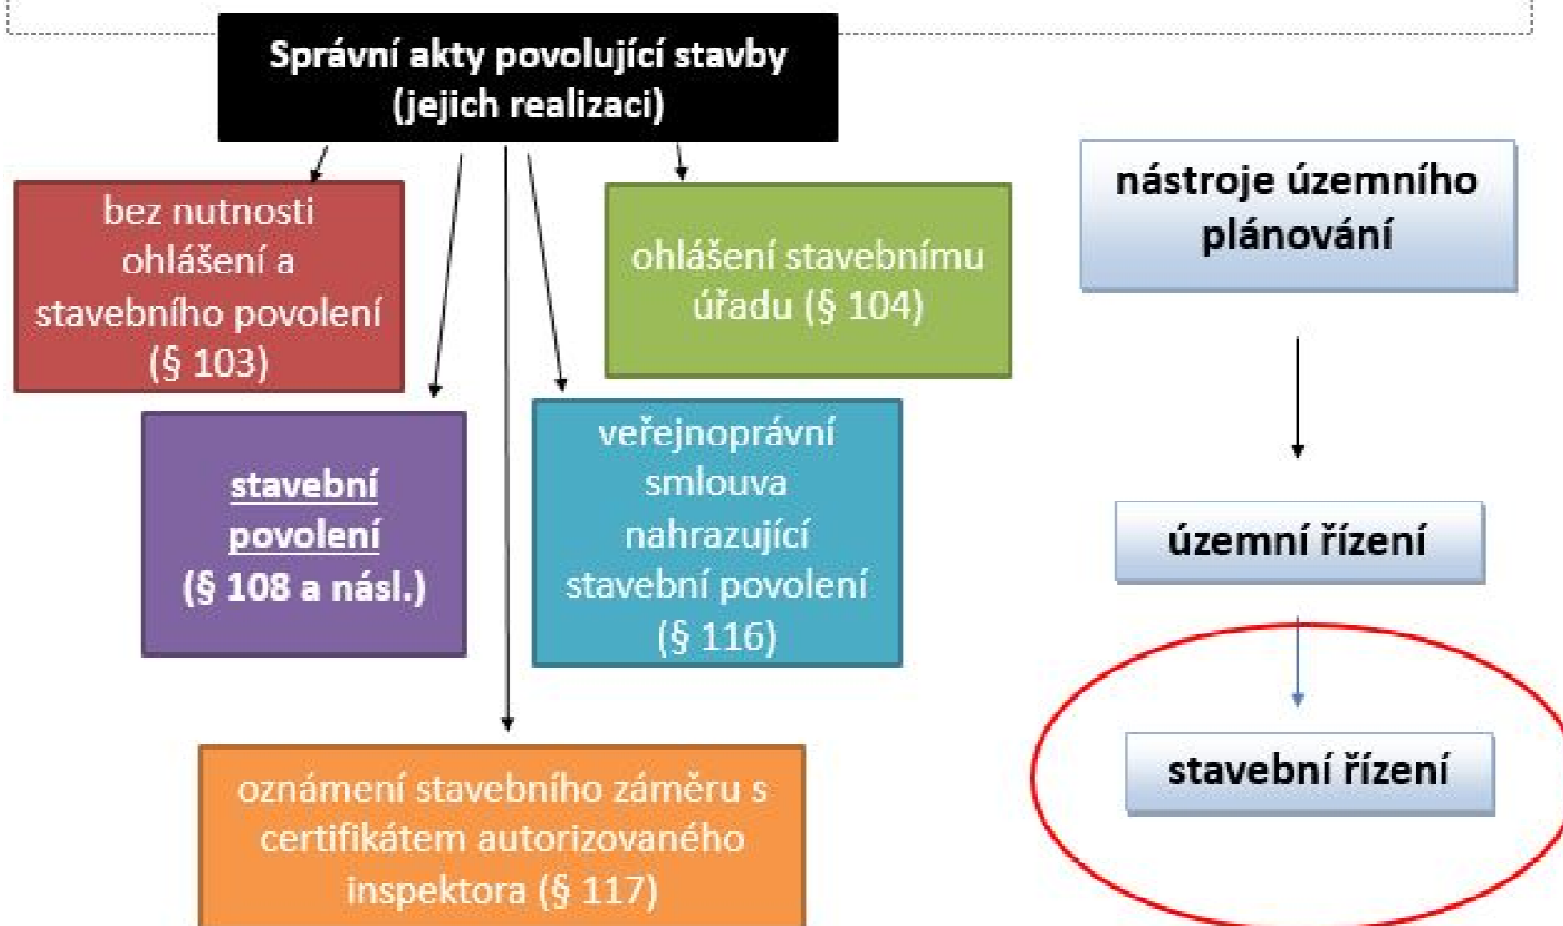 Správní akty povolující stavby
(jejich realizaci)
bez nutnosti
ohlášení a
stavebního povolení
(§ 103)
ohlášení stavebnímu
úřadu (§ 104)
stavební
povolení
(§ 108 a násl.)
veřejnoprávní
smlouva
nahrazující
stavební povolení
(§ 116)
oznámení stavebního záměru s
certifikátem autorizovaného
inspektora (§ 117)
nástroje územního
plánování
územní řízení
stavební řízení